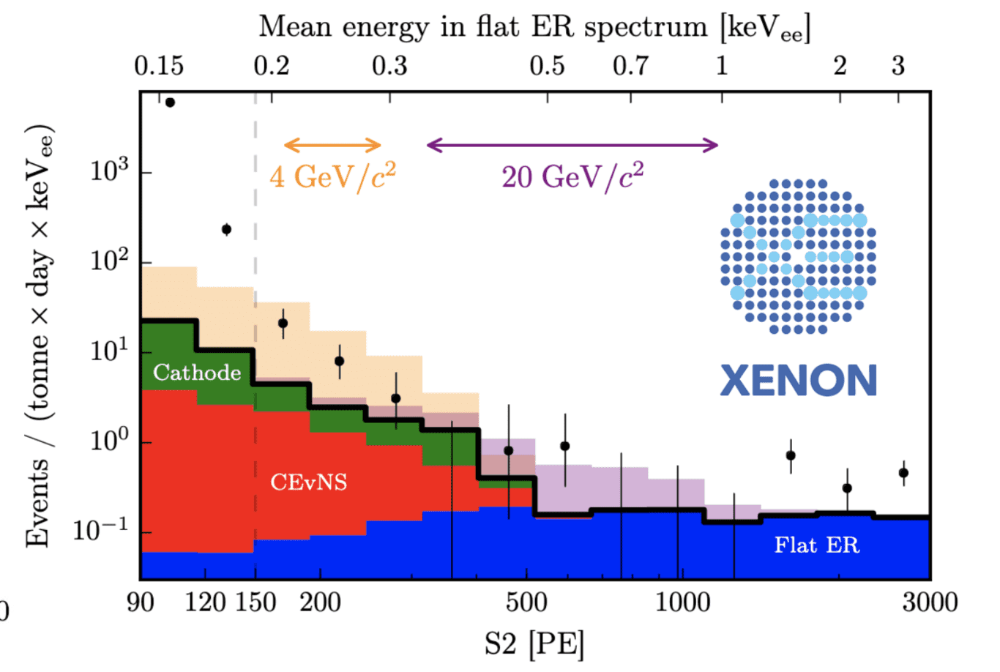 Mean energy in flat ER spectrum [keVₑₑ]
0.15 0.2 0.3 0.5 0.7 1 2 3
Events / (tonne × day × keVₑₑ)
10³
10²
10¹
10⁰
10⁻¹
4 GeV/c²
20 GeV/c²
XENON
Cathode
CEvNS
Flat ER
90 120 150 200 500 1000 3000
0
S2 [PE]